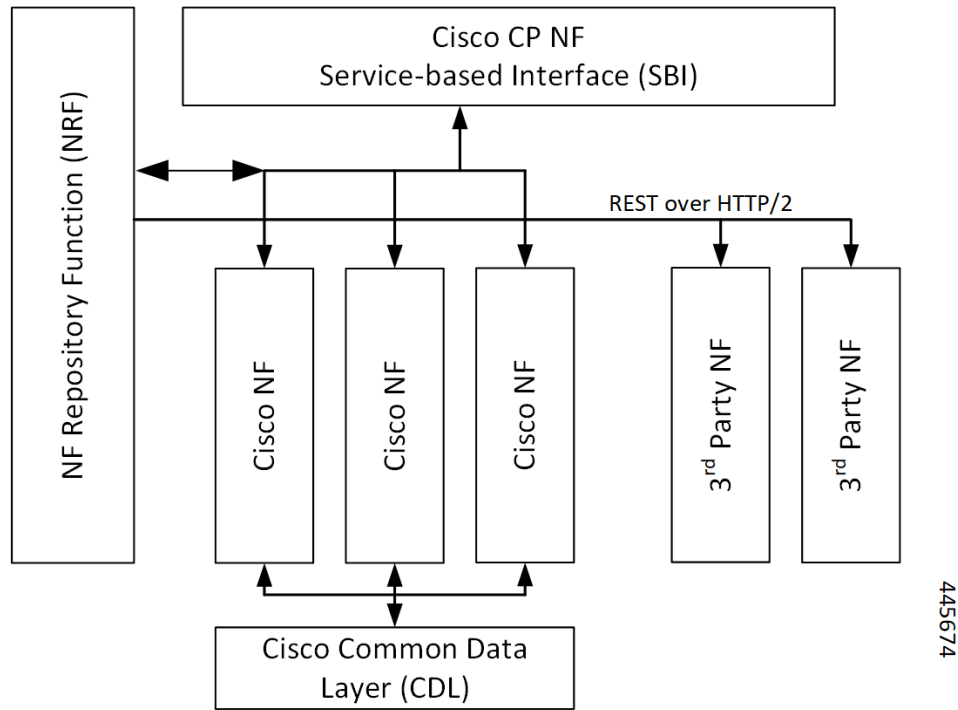 NF Repository Function (NRF)
Cisco CP NF
Service-based Interface (SBI)
REST over HTTP/2
Cisco NF
Cisco NF
Cisco NF
3rd Party NF
3rd Party NF
Cisco Common Data
Layer (CDL)
445674